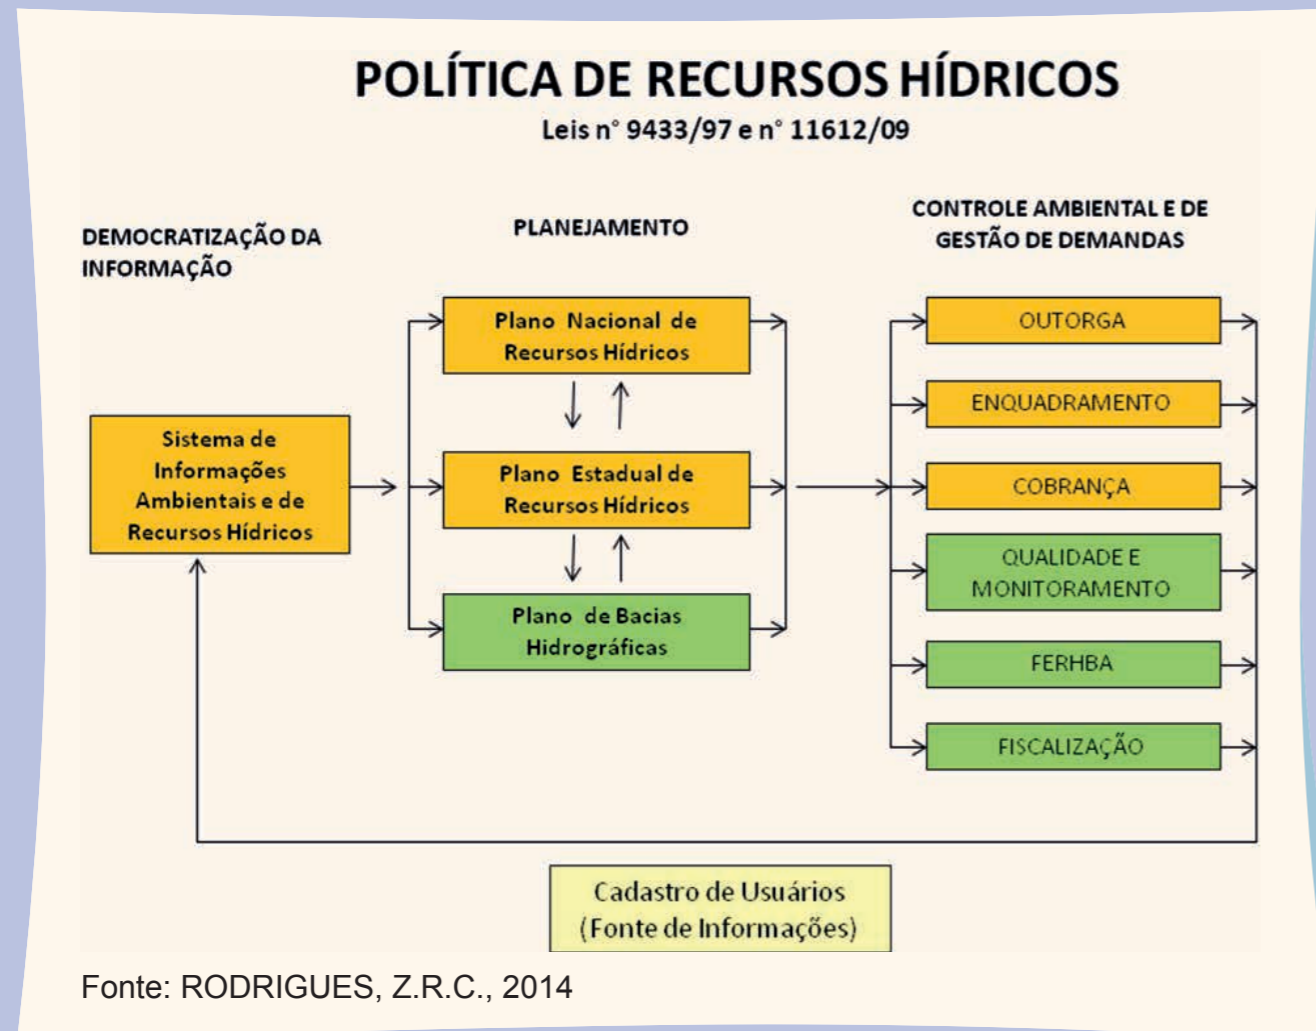 POLÍTICA DE RECURSOS HÍDRICOS
Leis n° 9433/97 e n° 11612/09
DEMOCRATIZAÇÃO DA
INFORMAÇÃO
PLANEJAMENTO
CONTROLE AMBIENTAL E DE
GESTÃO DE DEMANDAS
Sistema de
Informações
Ambientais e de
Recursos Hídricos
Plano Nacional de
Recursos Hídricos
Plano Estadual de
Recursos Hídricos
Plano de Bacias
Hidrográficas
OUTORGA
ENQUADRAMENTO
COBRANÇA
QUALIDADE E
MONITORAMENTO
FERHBA
FISCALIZAÇÃO
Cadastro de Usuários
(Fonte de Informações)
Fonte: RODRIGUES, Z.R.C., 2014